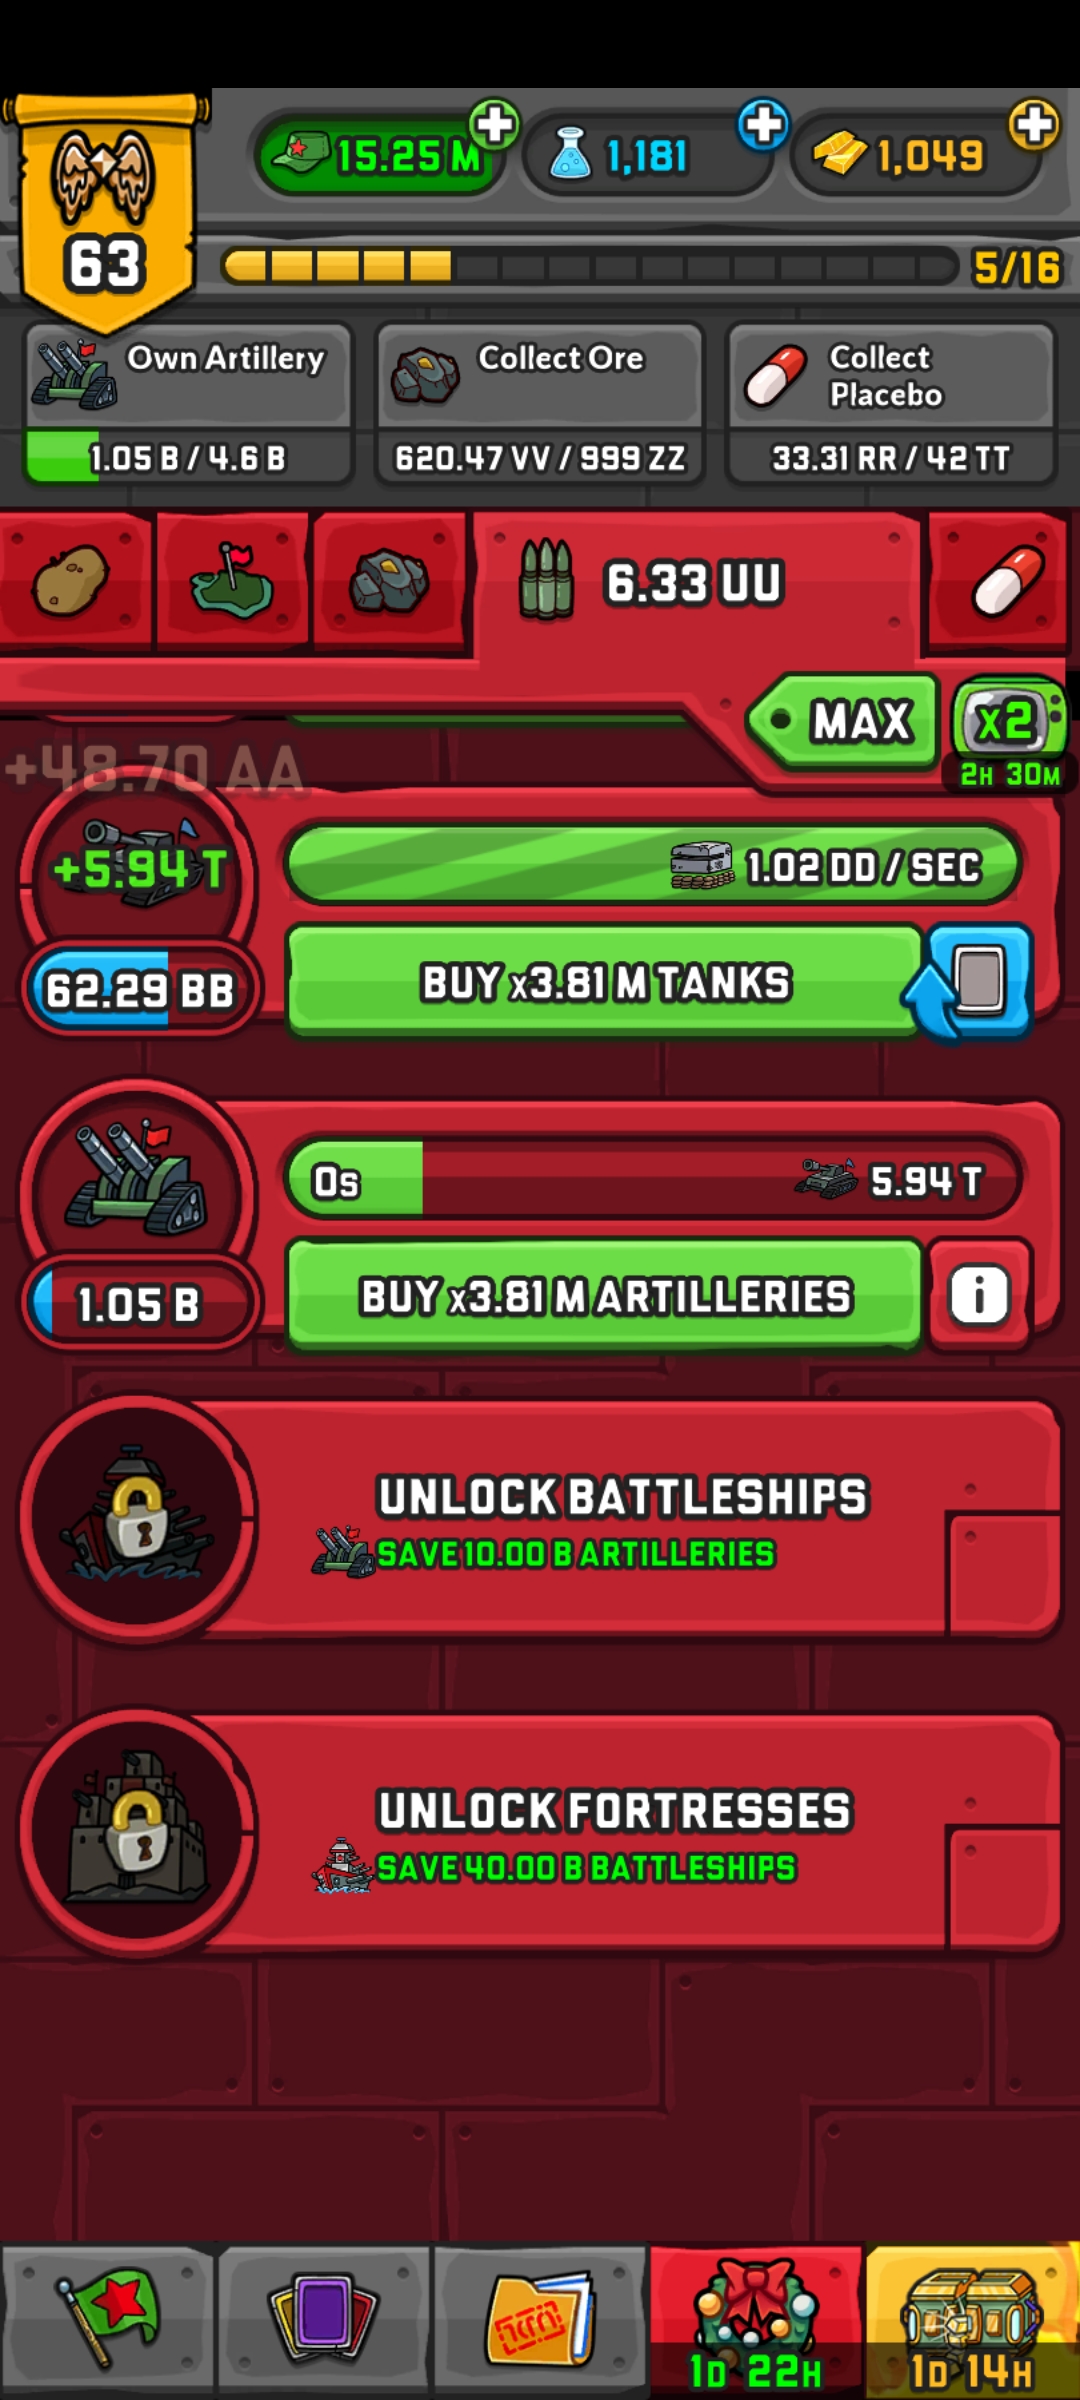 15.25 M
1,181
1,049
63
5/16
Own Artillery
Collect Ore
Collect
Placebo
1.05 B / 4.6 B
620.47 VV / 999 ZZ
33.31 RR / 42 TT
6.33 UU
MAX
x2
2H 30M
+48.70 AA
+5.94 T
1.02 DD / SEC
62.29 BB
BUY x3.81 M TANKS
0s
5.94 T
1.05 B
BUY x3.81 M ARTILLERIES
i
UNLOCK BATTLESHIPS
SAVE 10.00 B ARTILLERIES
UNLOCK FORTRESSES
SAVE 40.00 B BATTLESHIPS
1D 22H
1D 14H